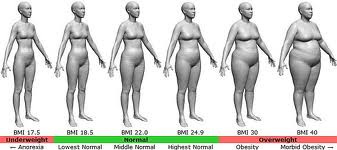 BMI 17.5 BMI 18.5 BMI 22.0 BMI 24.9 BMI 30 BMI 40
Underweight Normal Overweight
← Anorexia Lowest Normal Middle Normal Highest Normal Obesity Morbid Obesity →